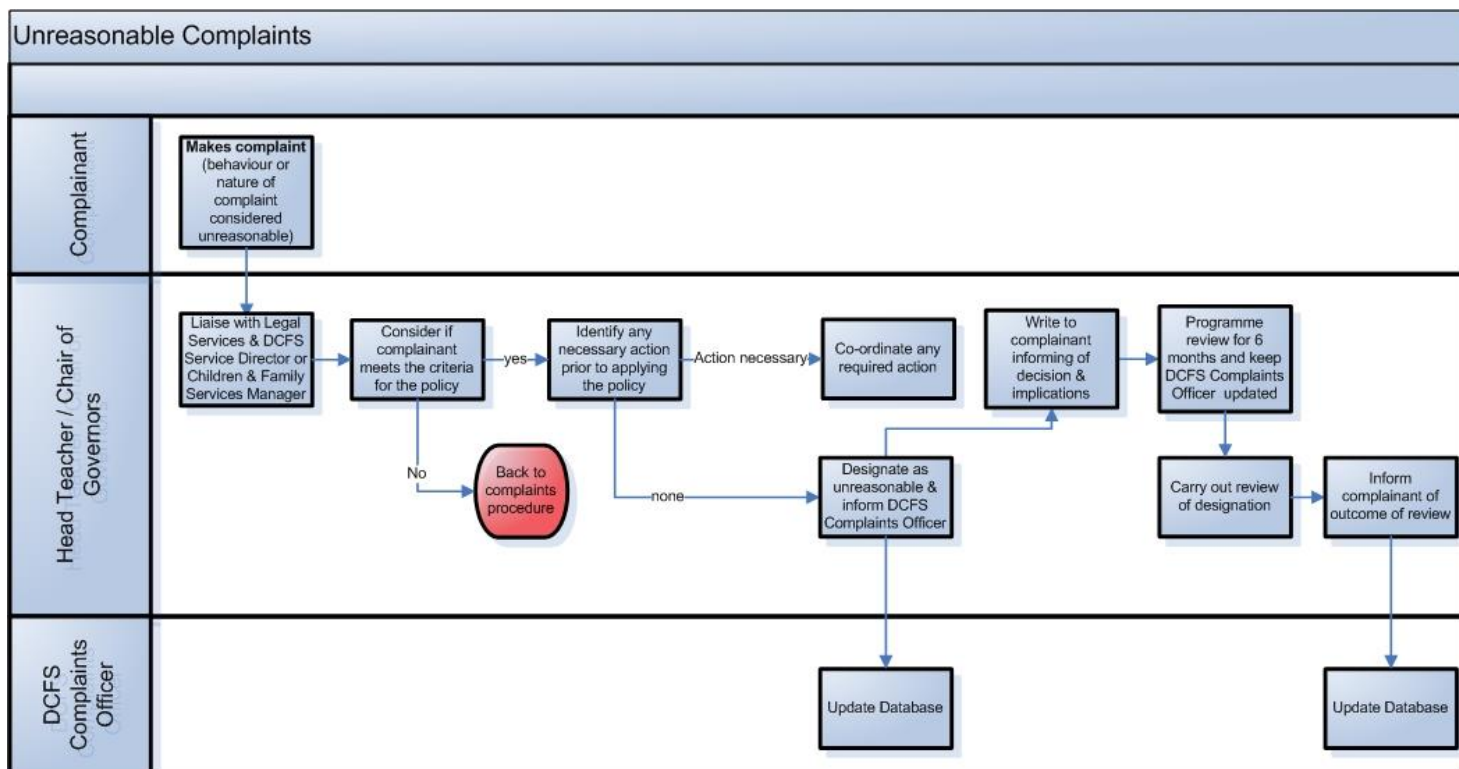 Unreasonable Complaints
Complainant
Makes complaint
(behaviour or
nature of
complaint
considered
unreasonable)
Head Teacher / Chair of
Governors
Liaise with Legal
Services & DCFS
Service Director or
Children & Family
Services Manager
Consider if
complainant
meets the criteria
for the policy
yes
Identify any
necessary action
prior to applying
the policy
Action necessary
Co-ordinate any
required action
Write to
complainant
informing of
decision &
implications
Programme
review for 6
months and keep
DCFS Complaints
Officer updated
No
Back to
complaints
procedure
none
Designate as
unreasonable &
inform DCFS
Complaints Officer
Carry out review
of designation
Inform
complainant of
outcome of review
DCFS
Complaints
Officer
Update Database
Update Database